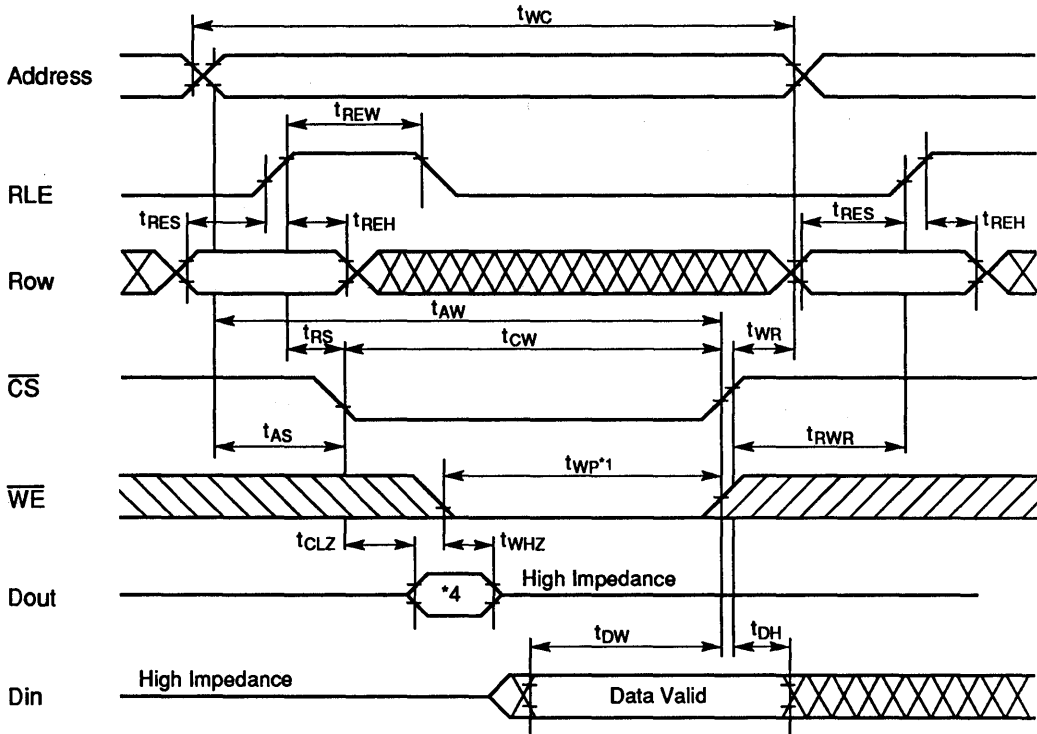 tWC
Address
tREW
RLE
tRES
tREH
tRES
tREH
Row
tAW
tRS
tCW
tWR
CS
tAS
tRWR
tWP*1
WE
tCLZ
tWHZ
Dout
*4
High Impedance
tDW
tDH
Din
High Impedance
Data Valid